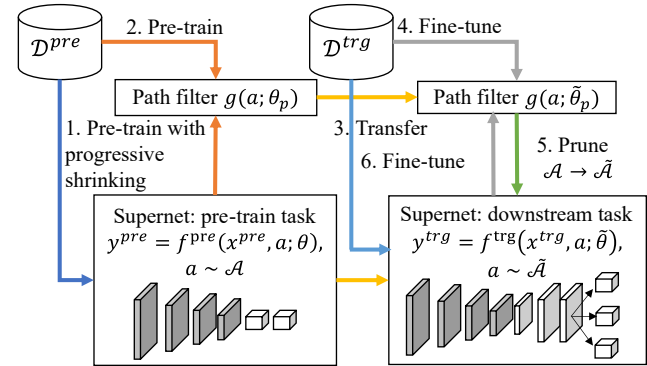 𝒟^{pre}
2. Pre-train
𝒟^{trg}
4. Fine-tune
Path filter g(a; θ_p)
Path filter g(a; θ̃_p)
1. Pre-train with
progressive
shrinking
3. Transfer
6. Fine-tune
5. Prune
𝒜 → 𝒜̃
Supernet: pre-train task
y^{pre} = f^{pre}(x^{pre}, a; θ),
a ~ 𝒜
Supernet: downstream task
y^{trg} = f^{trg}(x^{trg}, a; θ̃),
a ~ 𝒜̃